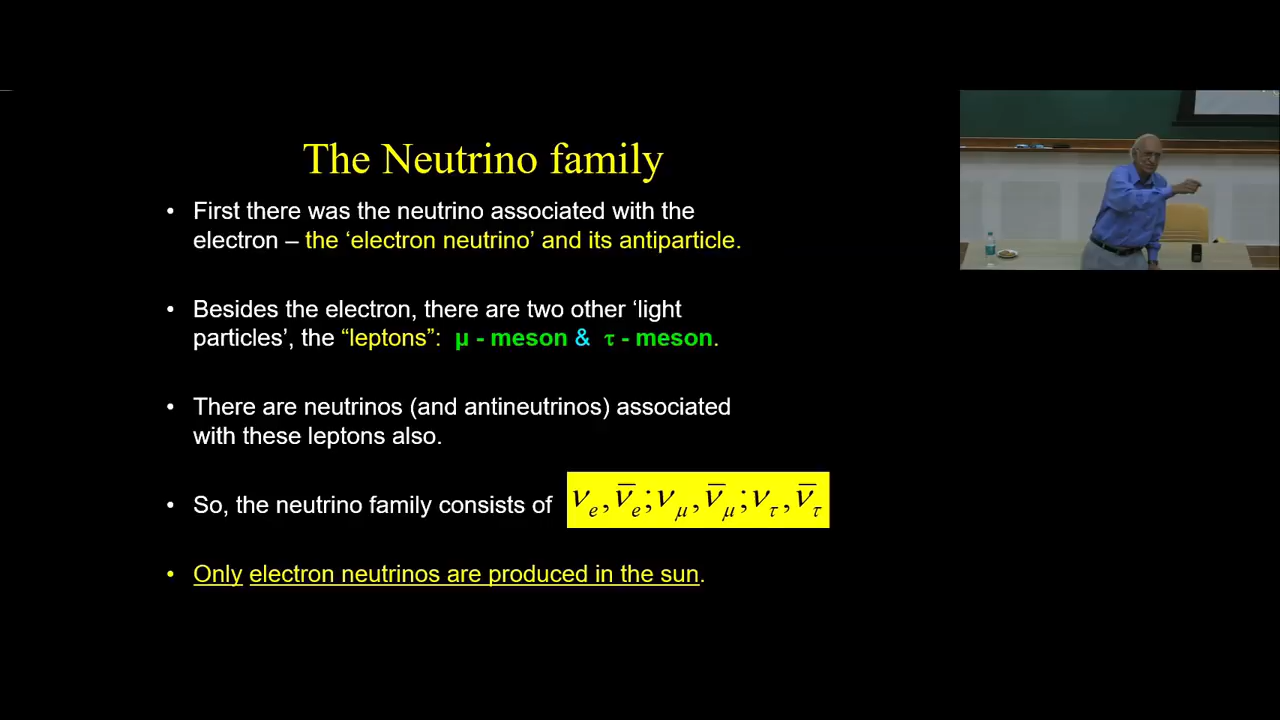 The Neutrino family
• First there was the neutrino associated with the
electron – the ‘electron neutrino’ and its antiparticle.
• Besides the electron, there are two other ‘light
particles’, the “leptons”: μ - meson & τ - meson.
• There are neutrinos (and antineutrinos) associated
with these leptons also.
• So, the neutrino family consists of ν_e, ν̄_e; ν_μ, ν̄_μ; ν_τ, ν̄_τ
• Only electron neutrinos are produced in the sun.